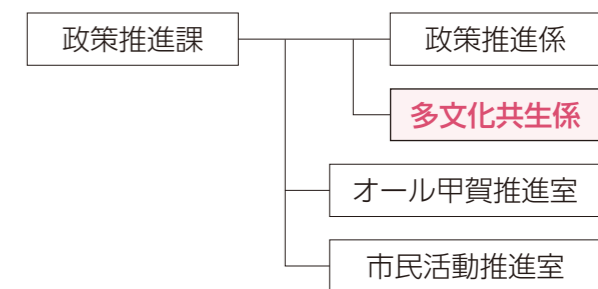 政策推進課
政策推進係
多文化共生係
オール甲賀推進室
市民活動推進室